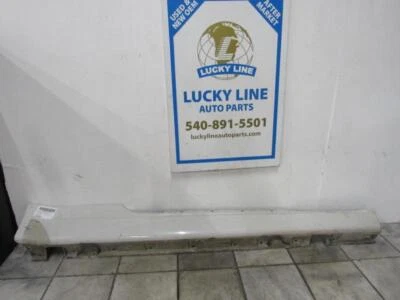 USED &
NEW OEM
AFTER
MARKET
L
LUCKY LINE
LUCKY LINE
AUTO PARTS
540-891-5501
luckylineautoparts.com